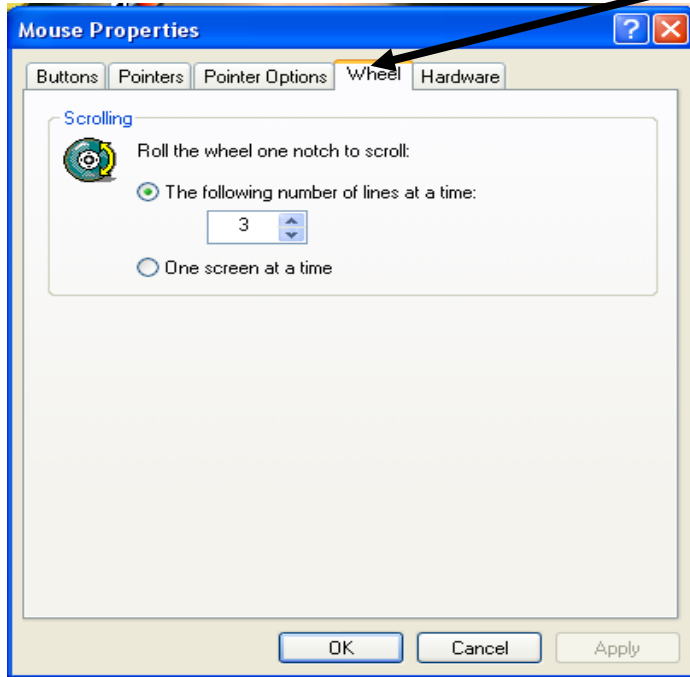 Mouse Properties
Buttons Pointers Pointer Options Wheel Hardware
Scrolling
Roll the wheel one notch to scroll:
The following number of lines at a time:
3
One screen at a time
OK Cancel Apply